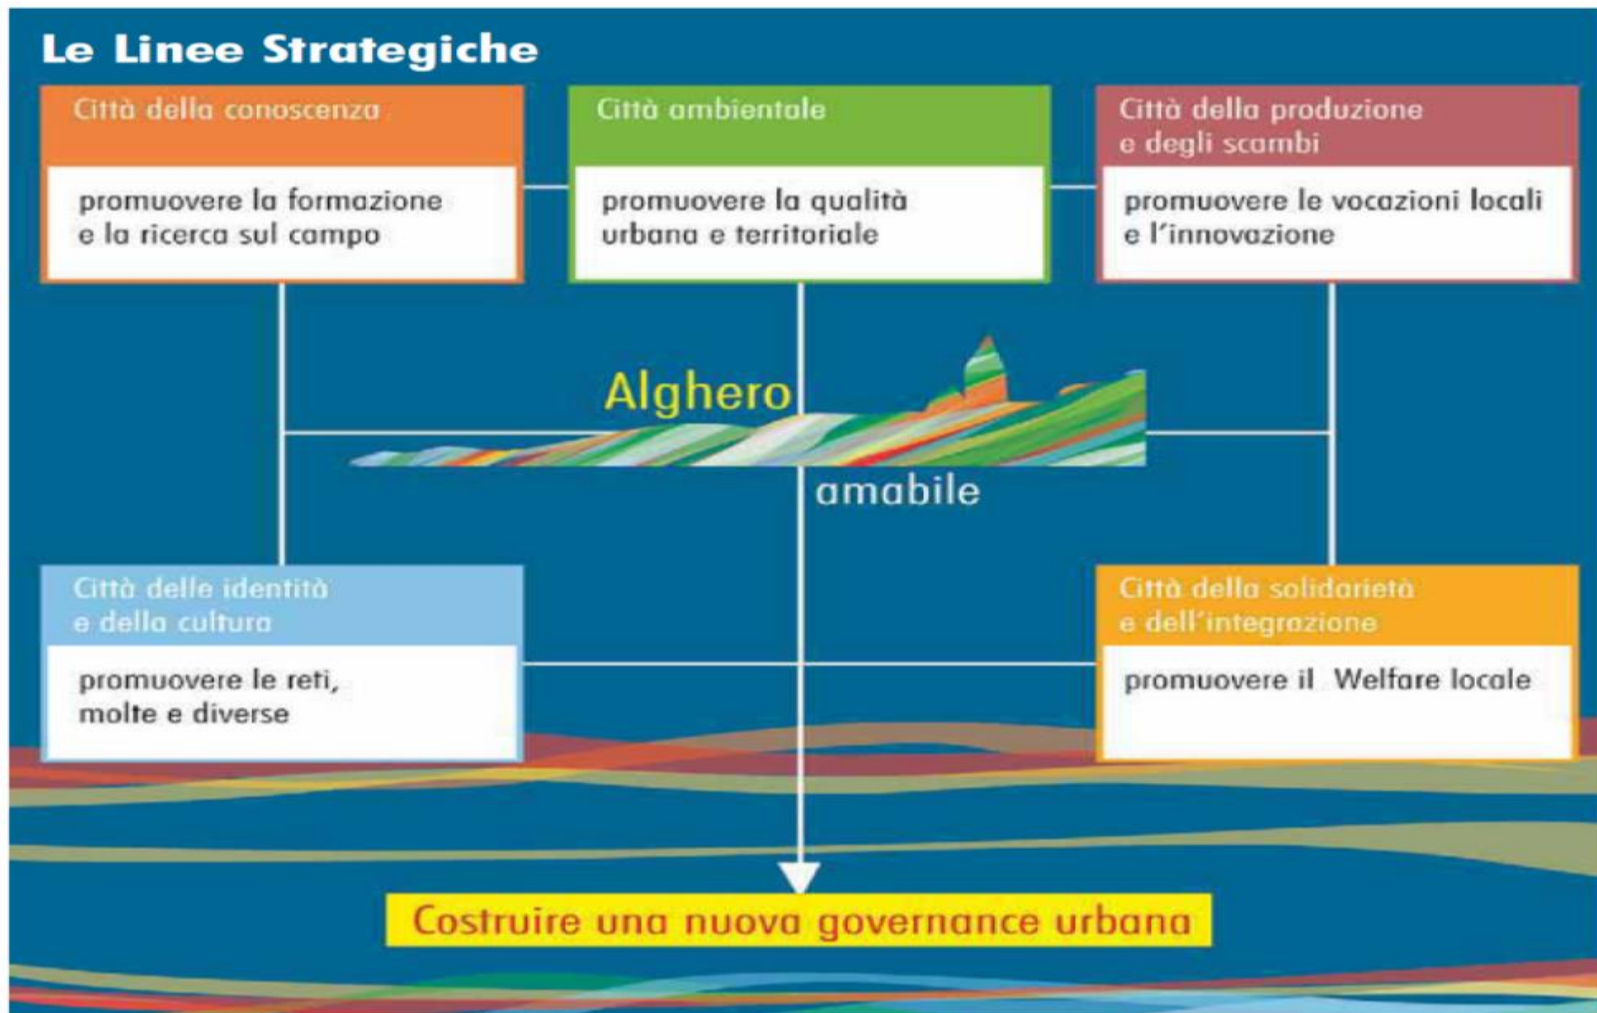 Le Linee Strategiche
Città della conoscenza
promuovere la formazione
e la ricerca sul campo
Città ambientale
promuovere la qualità
urbana e territoriale
Città della produzione
e degli scambi
promuovere le vocazioni locali
e l'innovazione
Alghero
amabile
Città delle identità
e della cultura
promuovere le reti,
molte e diverse
Città della solidarietà
e dell'integrazione
promuovere il Welfare locale
Costruire una nuova governance urbana